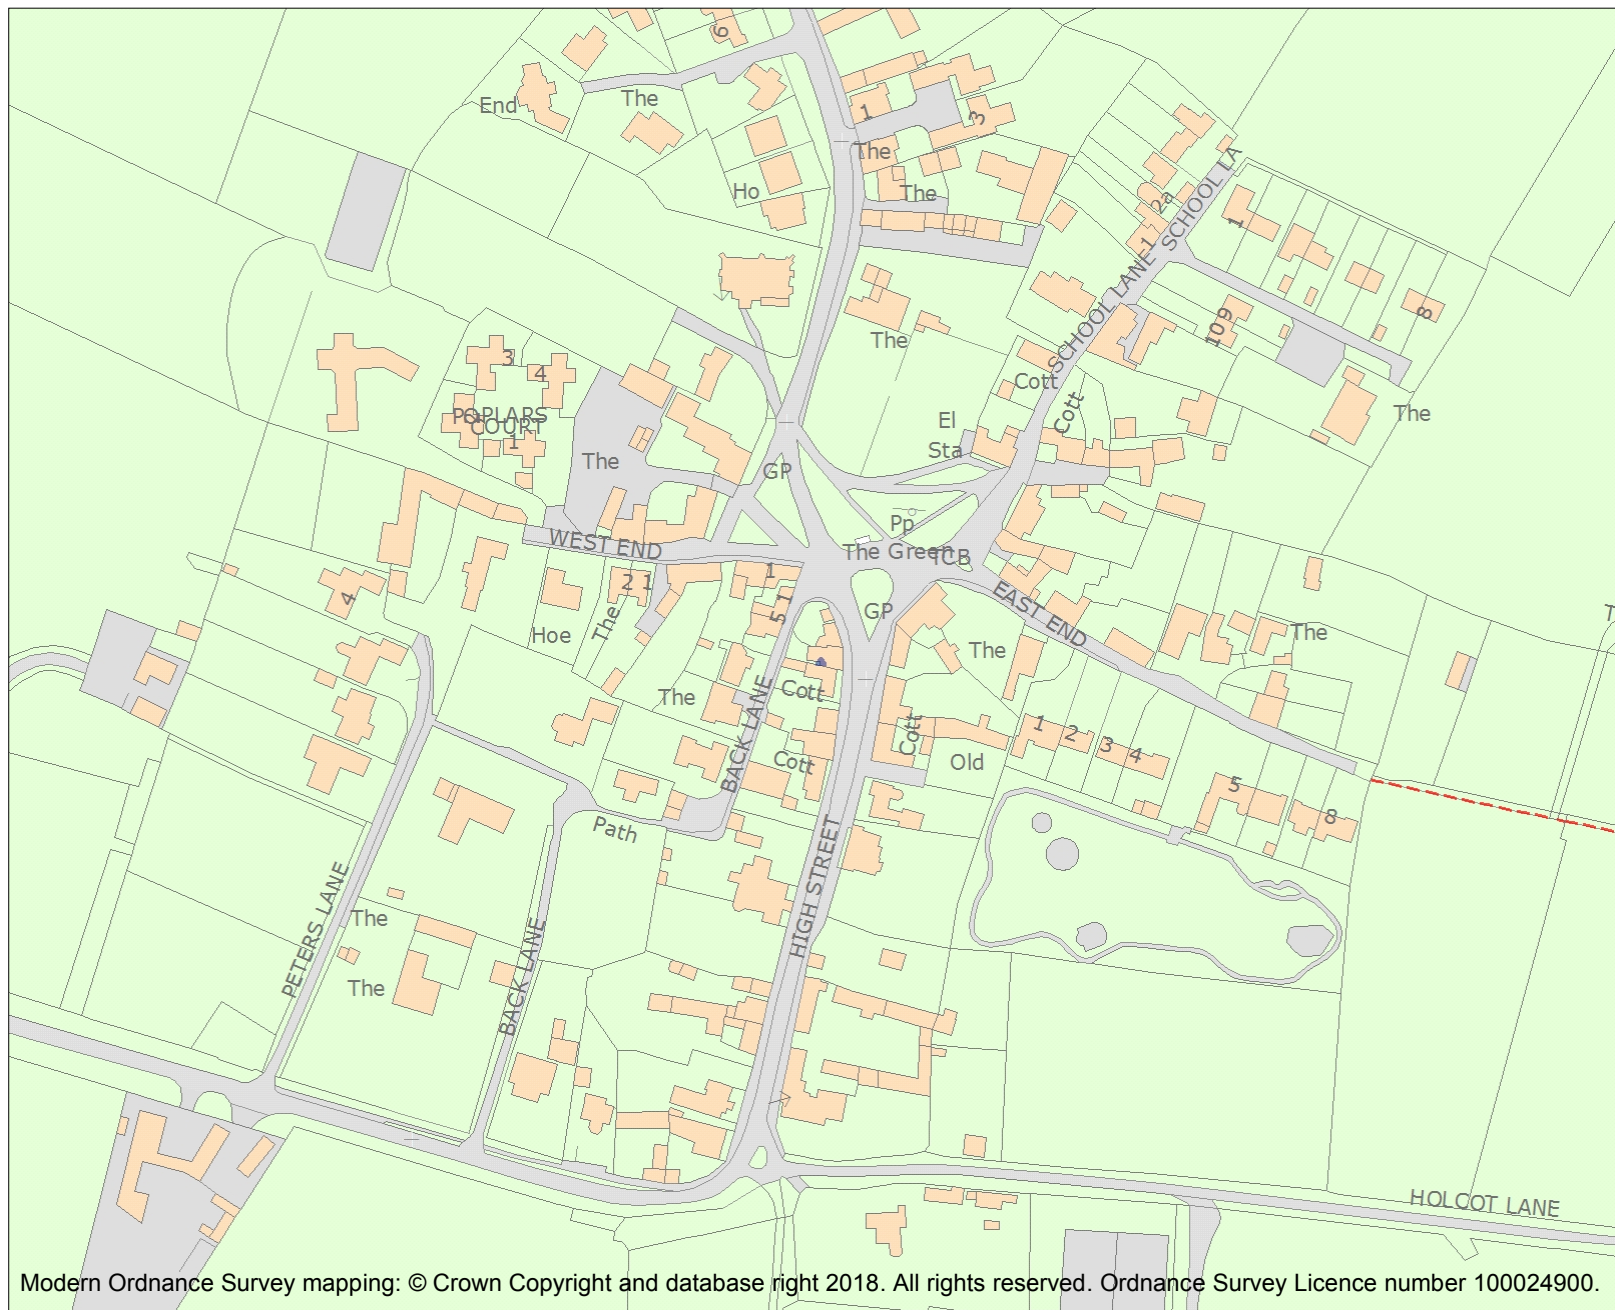 6
End
The
1
3
The
Ho
The
2a
SCHOOL LA
1
1
SCHOOL LANE
8
10 9
The
3
4
Cott
Cott
The
POPLARS
COURT
6
1
El
Sta
The
GP
Pp
WEST END
The Green
TCB
1
2 1
4
5 1
GP
EAST END
The
Hoe
The
The
The
Cott
BACK LANE
Cott
1
2
3
4
Cott
Old
5
8
Path
HIGH STREET
PETERS LANE
The
BACK LANE
The
HOLCOT LANE
Modern Ordnance Survey mapping: © Crown Copyright and database right 2018. All rights reserved. Ordnance Survey Licence number 100024900.